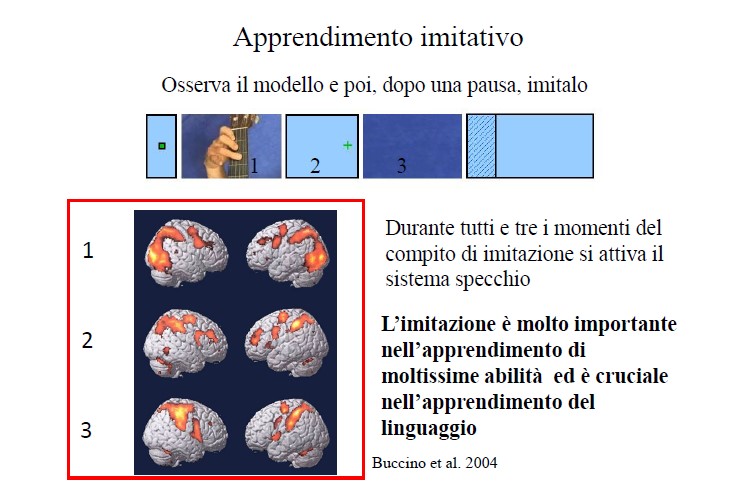 Apprendimento imitativo
Osserva il modello e poi, dopo una pausa, imitalo
1 2 3
1
Durante tutti e tre i momenti del
compito di imitazione si attiva il
sistema specchio
2
L'imitazione è molto importante
nell'apprendimento di
moltissime abilità ed è cruciale
nell'apprendimento del
linguaggio
3
Buccino et al. 2004